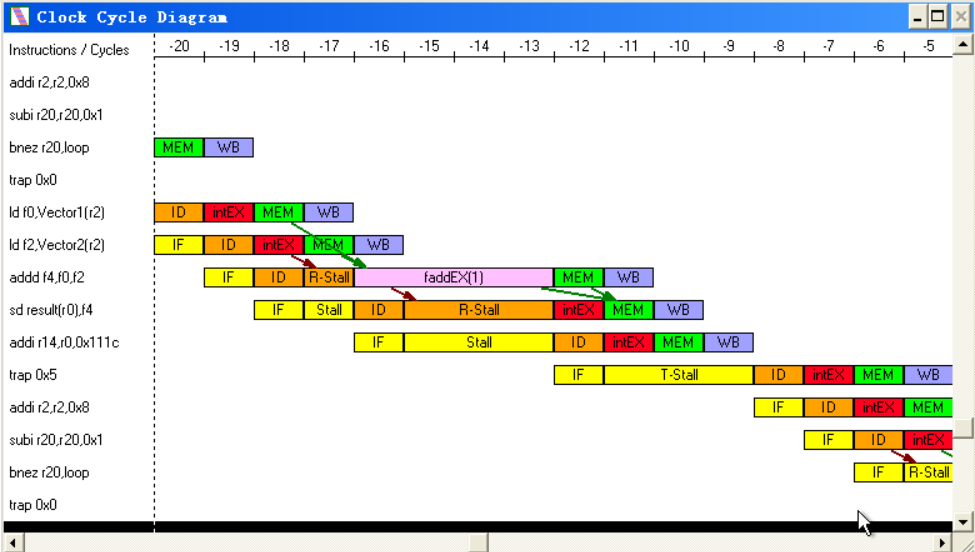 Clock Cycle Diagram
Instructions / Cycles -20 -19 -18 -17 -16 -15 -14 -13 -12 -11 -10 -9 -8 -7 -6 -5
addi r2,r2,0x8
subi r20,r20,0x1
bnez r20,loop MEM WB
trap 0x0
ld f0,Vector1(r2) ID intEX MEM WB
ld f2,Vector2(r2) IF ID intEX MEM WB
addd f4,f0,f2 IF ID R-Stall faddEX(1) MEM WB
sd result(r0),f4 IF Stall ID R-Stall intEX MEM WB
addi r14,r0,0x111c IF Stall ID intEX MEM WB
trap 0x5 IF T-Stall ID intEX MEM WB
addi r2,r2,0x8 IF ID intEX MEM
subi r20,r20,0x1 IF ID intEX
bnez r20,loop IF R-Stall
trap 0x0